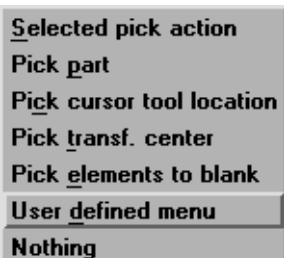 Selected pick action
Pick part
Pick cursor tool location
Pick transf. center
Pick elements to blank
User defined menu
Nothing